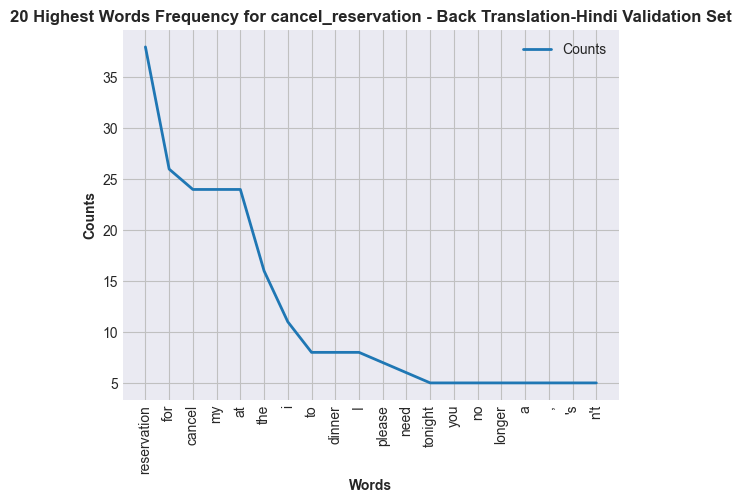 20 Highest Words Frequency for cancel_reservation - Back Translation-Hindi Validation Set
Counts
35
30
25
20
15
10
5
Counts
reservation
for
cancel
my
at
the
i
to
dinner
I
please
need
tonight
you
no
longer
a
,
's
n't
Words